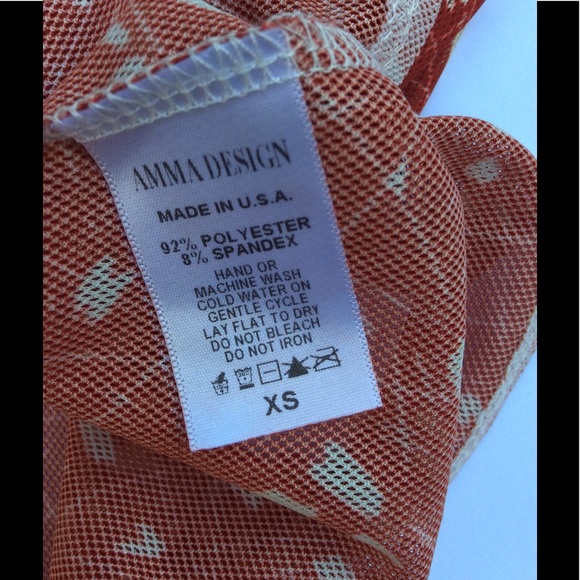 AMMA DESIGN
MADE IN U.S.A.
92% POLYESTER
8% SPANDEX
HAND OR
MACHINE WASH
COLD WATER ON
GENTLE CYCLE
LAY FLAT TO DRY
DO NOT BLEACH
DO NOT IRON
XS